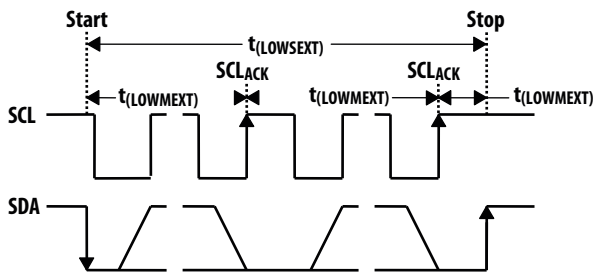 Start Stop
t(LOWSEXT)
SCLACK SCLACK
t(LOWMEXT) t(LOWMEXT) t(LOWMEXT)
SCL
SDA